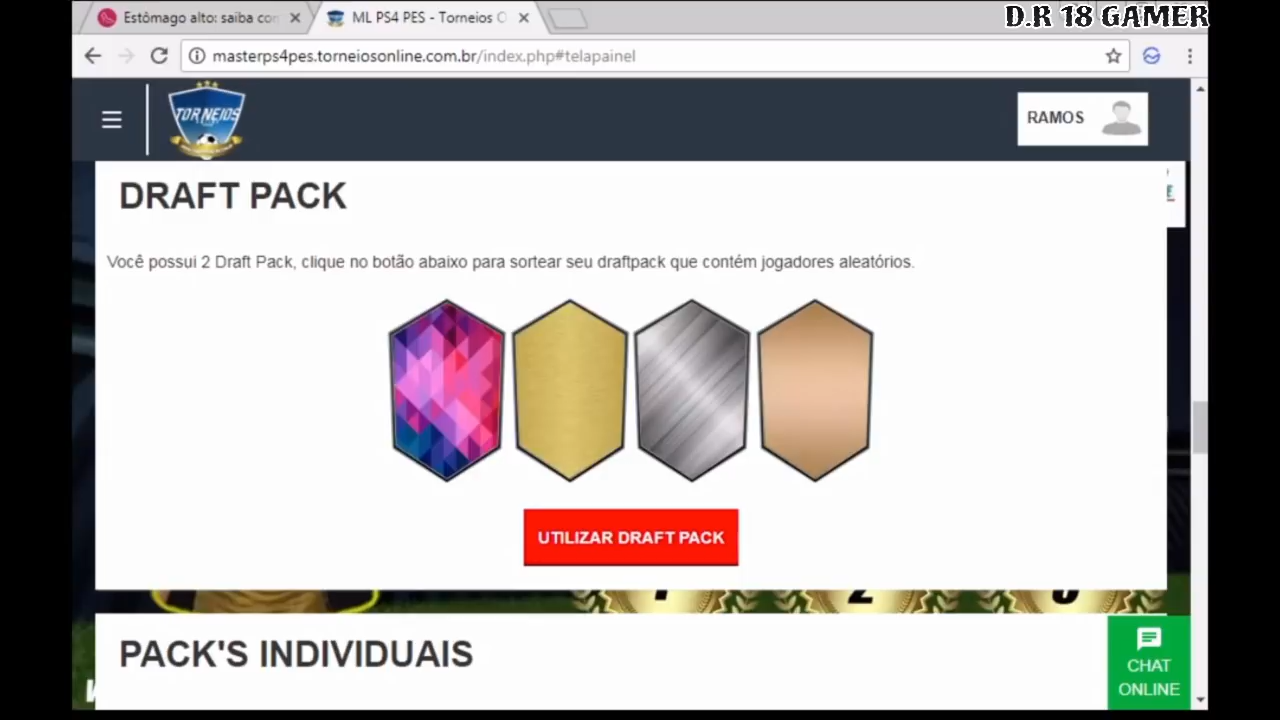 D.R 18 GAMER
Estômago alto: saiba con
ML PS4 PES - Torneios O
masterps4pes.torneiosonline.com.br/index.php#telapainel
TORNEIOS
RAMOS
DRAFT PACK
Você possui 2 Draft Pack, clique no botão abaixo para sortear seu draftpack que contém jogadores aleatórios.
UTILIZAR DRAFT PACK
PACK'S INDIVIDUAIS
CHAT
ONLINE